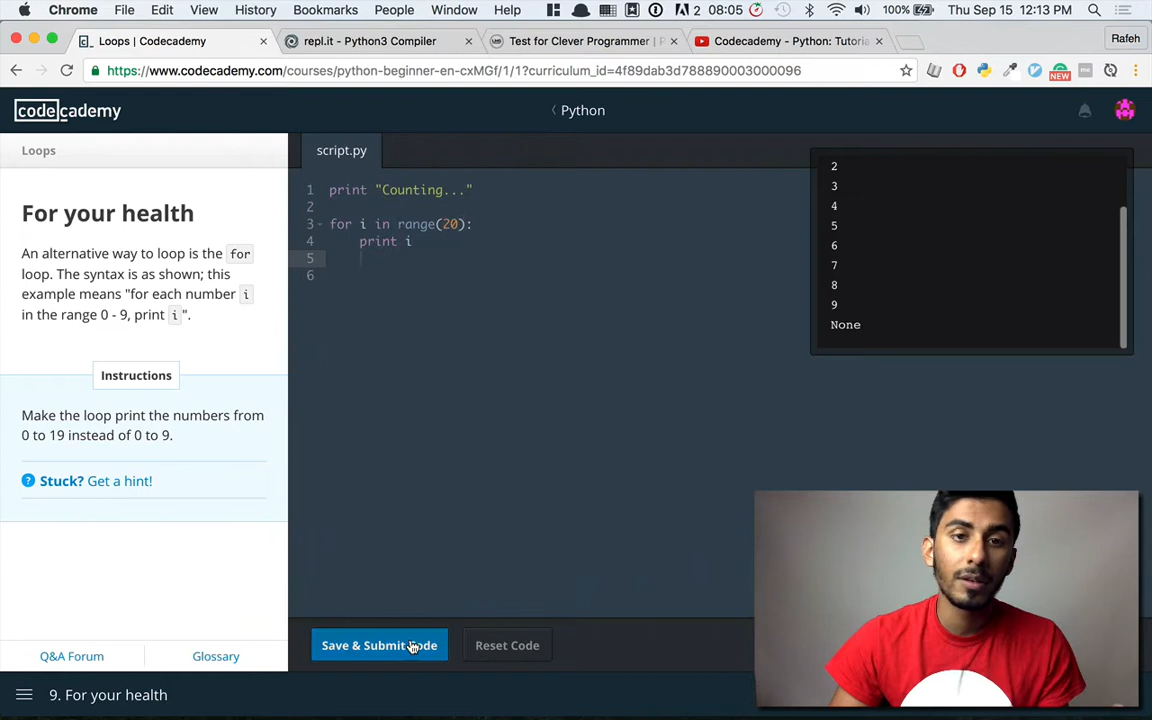 Chrome File Edit View History Bookmarks People Window Help 2 08:05 100% Thu Sep 15 12:13 PM
Loops | Codecademy
repl.it - Python3 Compiler
Test for Clever Programmer | P
Codecademy - Python: Tutoria
Rafeh
https://www.codecademy.com/courses/python-beginner-en-cxMGf/1/1?curriculum_id=4f89dab3d788890003000096
NEW
me
codecademy
Python
Loops
script.py
For your health
An alternative way to loop is the for
loop. The syntax is as shown; this
example means "for each number i
in the range 0 - 9, print i".
Instructions
Make the loop print the numbers from
0 to 19 instead of 0 to 9.
? Stuck? Get a hint!
Q&A Forum
Glossary
1 print "Counting..."
2
3 for i in range(20):
4 print i
5
6
2
3
4
5
6
7
8
9
None
Save & Submit Code
Reset Code
9. For your health